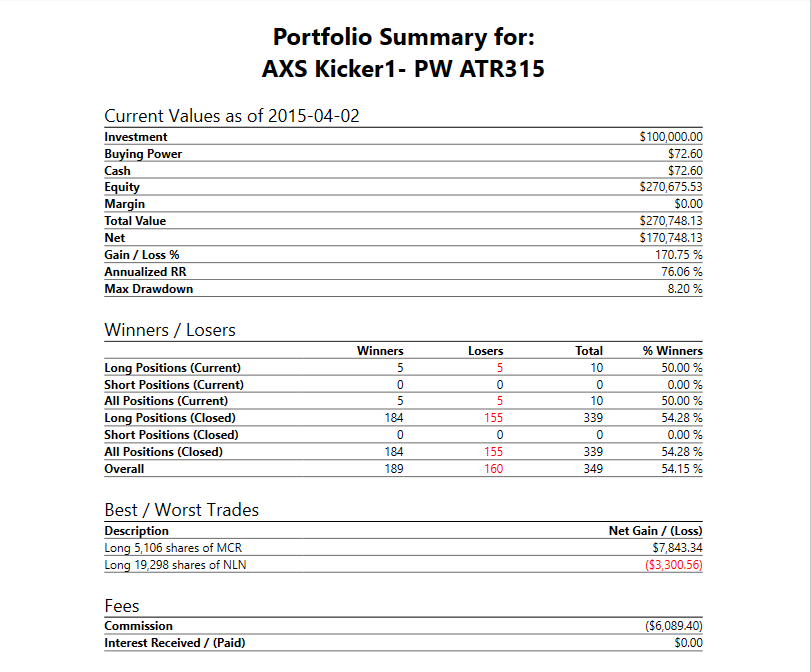 Portfolio Summary for:
AXS Kicker1- PW ATR315
Current Values as of 2015-04-02
Investment $100,000.00
Buying Power $72.60
Cash $72.60
Equity $270,675.53
Margin $0.00
Total Value $270,748.13
Net $170,748.13
Gain / Loss % 170.75 %
Annualized RR 76.06 %
Max Drawdown 8.20 %
Winners / Losers
Winners Losers Total % Winners
Long Positions (Current) 5 5 10 50.00 %
Short Positions (Current) 0 0 0 0.00 %
All Positions (Current) 5 5 10 50.00 %
Long Positions (Closed) 184 155 339 54.28 %
Short Positions (Closed) 0 0 0 0.00 %
All Positions (Closed) 184 155 339 54.28 %
Overall 189 160 349 54.15 %
Best / Worst Trades
Description Net Gain / (Loss)
Long 5,106 shares of MCR $7,843.34
Long 19,298 shares of NLN ($3,300.56)
Fees
Commission ($6,089.40)
Interest Received / (Paid) $0.00